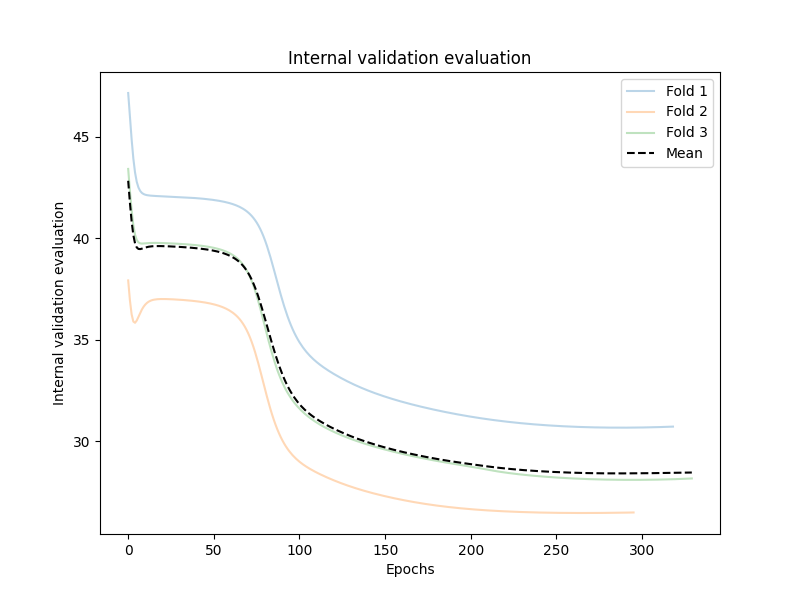 Internal validation evaluation
Fold 1
Fold 2
Fold 3
Mean
Internal validation evaluation
45
40
35
30
0 50 100 150 200 250 300
Epochs